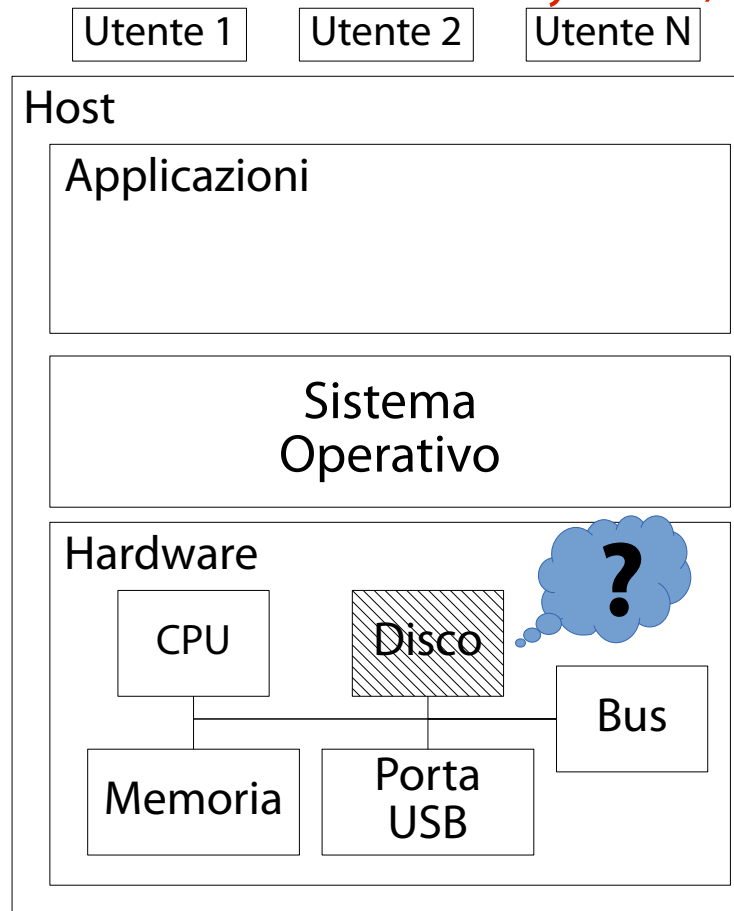 Utente 1 Utente 2 Utente N
Host
Applicazioni
Sistema
Operativo
Hardware
?
CPU Disco
Bus
Memoria Porta
USB